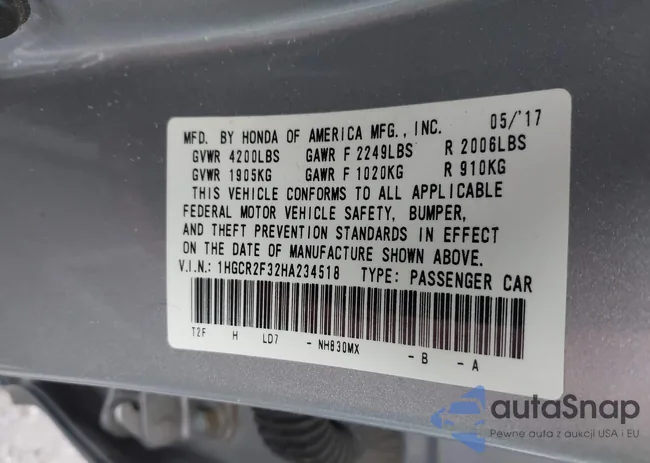 MFD. BY HONDA OF AMERICA MFG., INC. 05/'17
GVWR 4200LBS GAWR F 2249LBS R 2006LBS
GVWR 1905KG GAWR F 1020KG R 910KG
THIS VEHICLE CONFORMS TO ALL APPLICABLE
FEDERAL MOTOR VEHICLE SAFETY, BUMPER,
AND THEFT PREVENTION STANDARDS IN EFFECT
ON THE DATE OF MANUFACTURE SHOWN ABOVE.
V.I.N.: 1HGCR2F32HA234518 TYPE: PASSENGER CAR
T2F H LD7 - NH830MX - B - A
autaSnap
Pewne auta z aukcji USA i EU